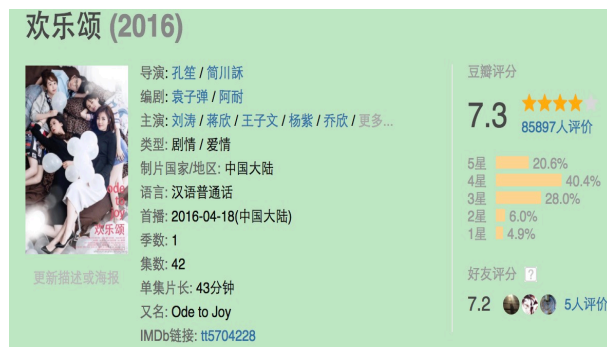 欢乐颂 (2016)
ode
to
Joy
欢乐颂
更新描述或海报
导演: 孔笙 / 简川訸
编剧: 袁子弹 / 阿耐
主演: 刘涛 / 蒋欣 / 王子文 / 杨紫 / 乔欣 / 更多...
类型: 剧情 / 爱情
制片国家/地区: 中国大陆
语言: 汉语普通话
首播: 2016-04-18(中国大陆)
季数: 1
集数: 42
单集片长: 43分钟
又名: Ode to Joy
IMDb链接: tt5704228
豆瓣评分
7.3
85897人评价
5星 20.6%
4星 40.4%
3星 28.0%
2星 6.0%
1星 4.9%
好友评分 ?
7.2 5人评价